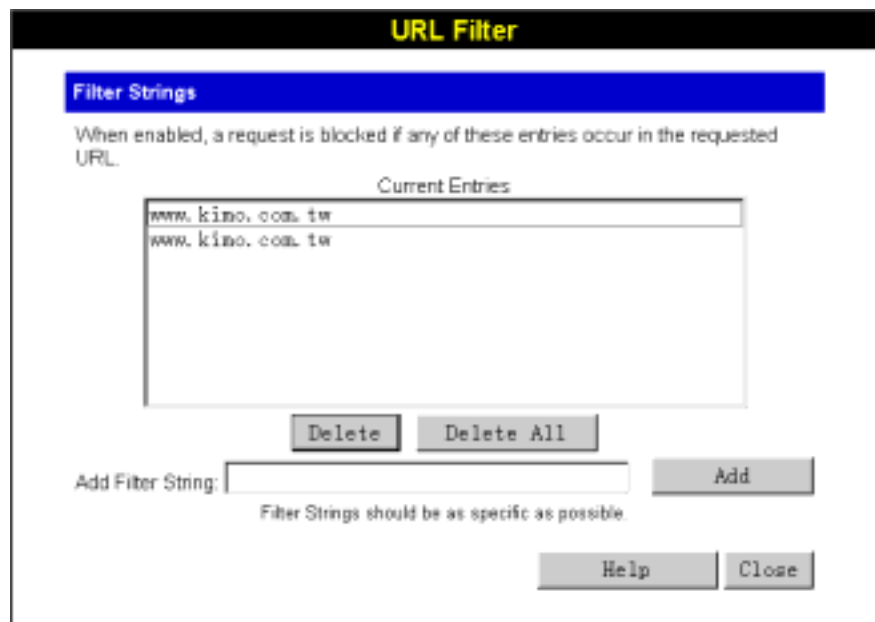 URL Filter
Filter Strings
When enabled, a request is blocked if any of these entries occur in the requested
URL.
Current Entries
www.kimo.com.tw
www.kimo.com.tw
Delete Delete All
Add Filter String: Add
Filter Strings should be as specific as possible.
Help Close